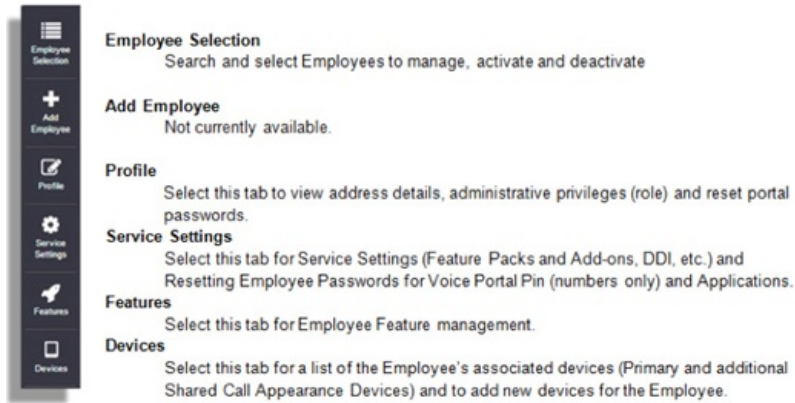 Employee
Selection
Add
Employee
Profile
Service
Settings
Features
Devices
Employee Selection
Search and select Employees to manage, activate and deactivate
Add Employee
Not currently available.
Profile
Select this tab to view address details, administrative privileges (role) and reset portal
passwords.
Service Settings
Select this tab for Service Settings (Feature Packs and Add-ons, DDI, etc.) and
Resetting Employee Passwords for Voice Portal Pin (numbers only) and Applications.
Features
Select this tab for Employee Feature management.
Devices
Select this tab for a list of the Employee's associated devices (Primary and additional
Shared Call Appearance Devices) and to add new devices for the Employee.